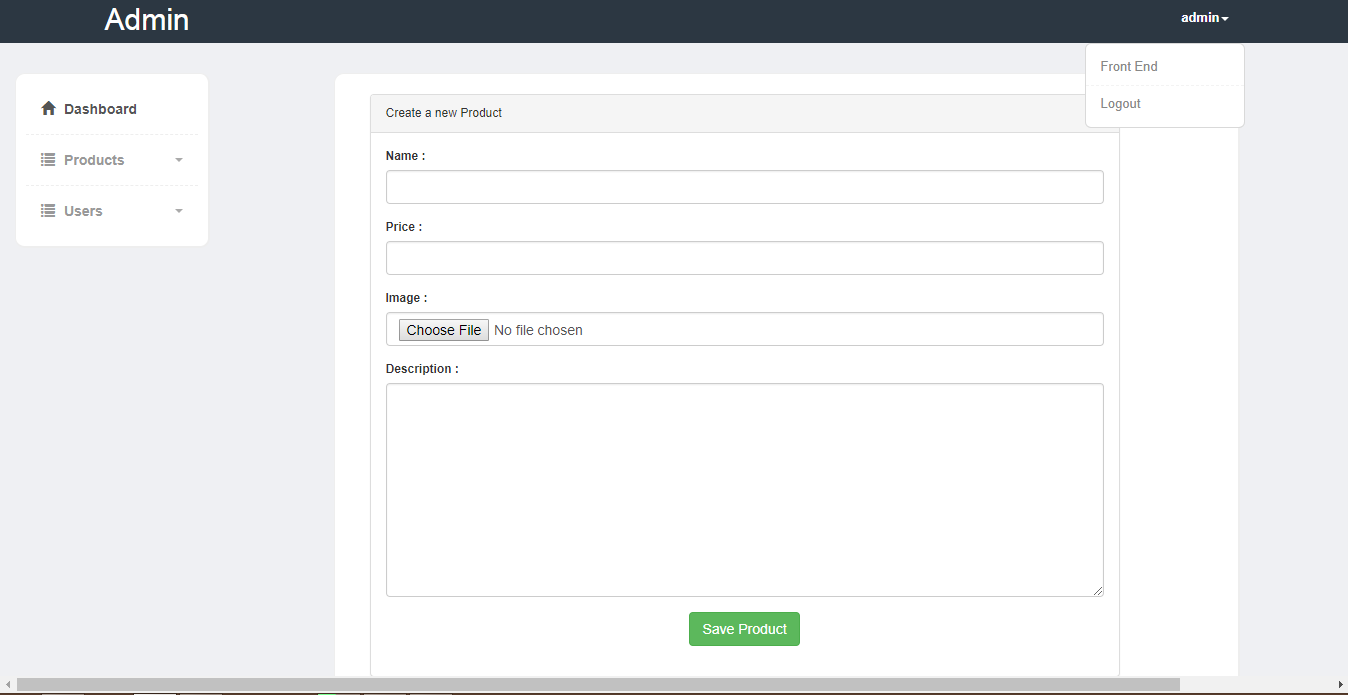 Admin
admin
Front End
Logout
Dashboard
Products
Users
Create a new Product
Name :
Price :
Image :
Choose File No file chosen
Description :
Save Product